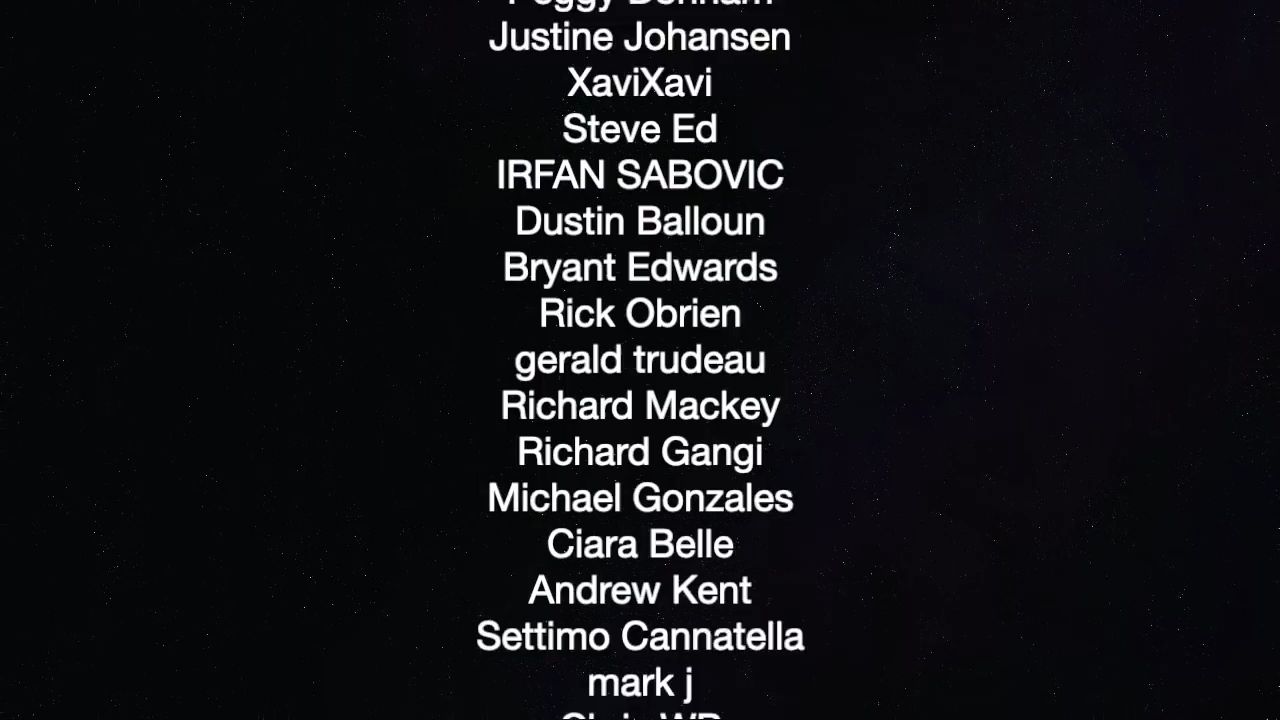 Justine Johansen
XaviXavi
Steve Ed
IRFAN SABOVIC
Dustin Balloun
Bryant Edwards
Rick Obrien
gerald trudeau
Richard Mackey
Richard Gangi
Michael Gonzales
Ciara Belle
Andrew Kent
Settimo Cannatella
mark j